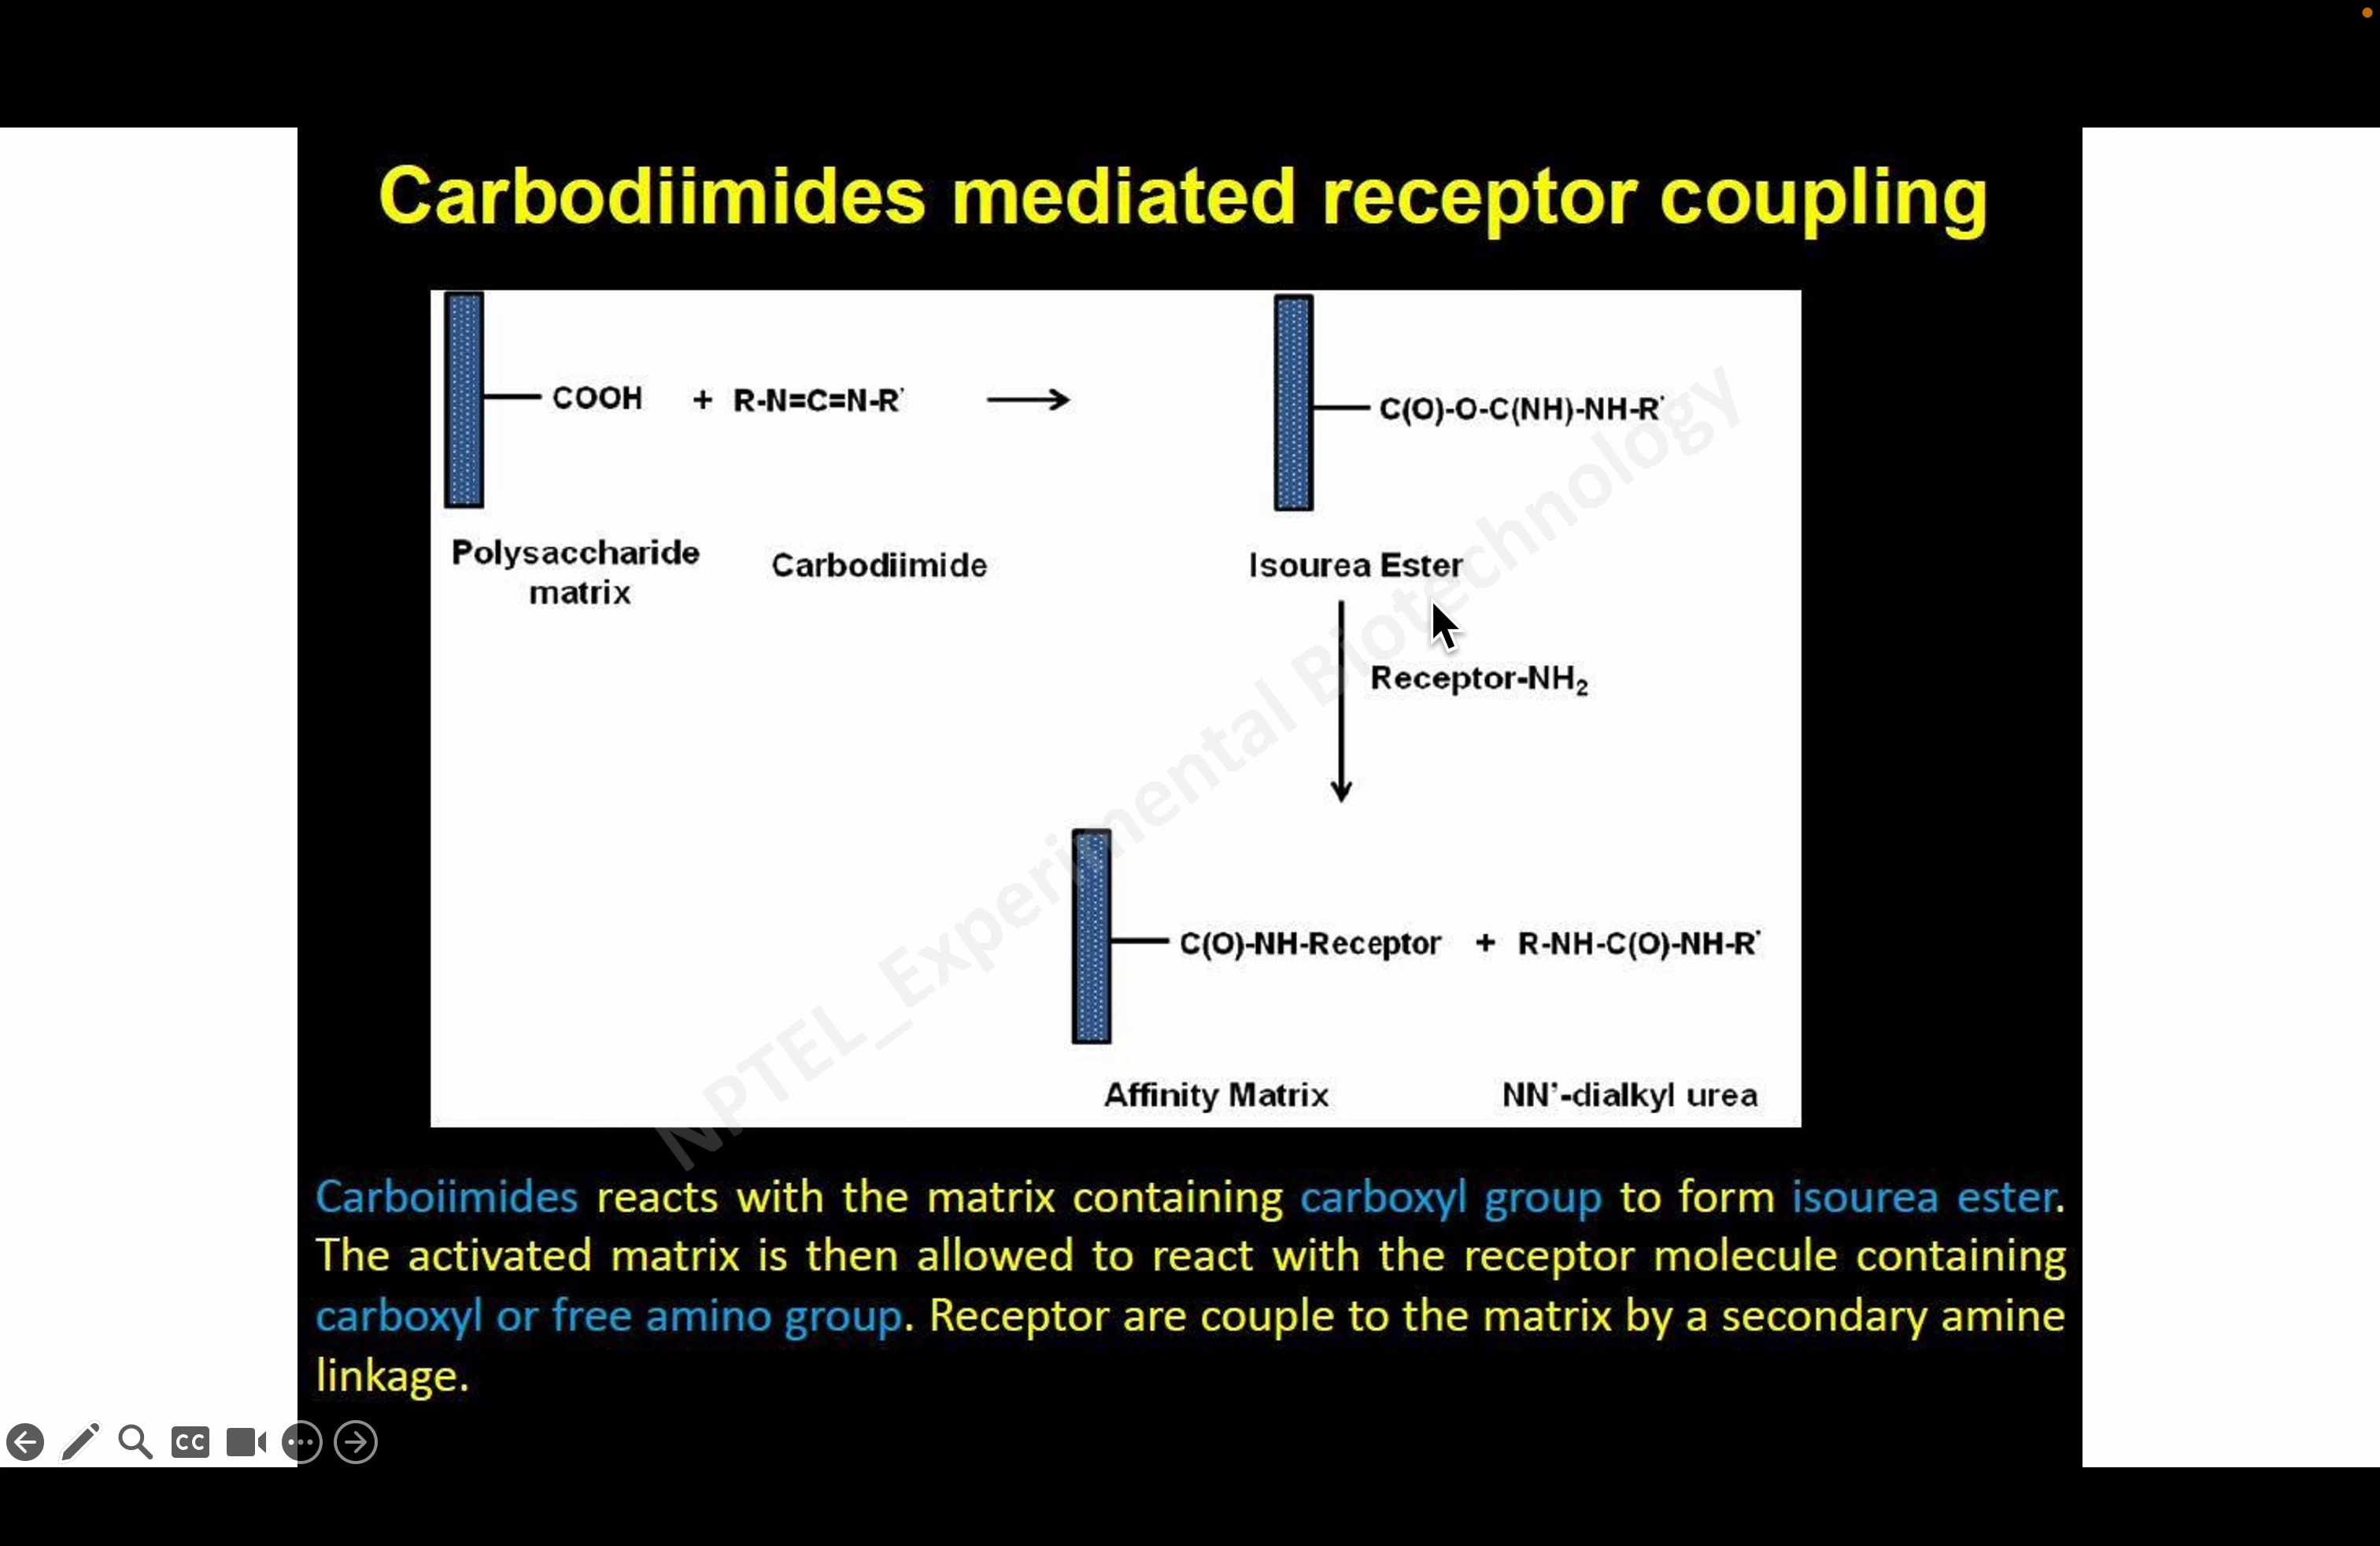 Carbodiimides mediated receptor coupling
COOH + R-N=C=N-R' C(O)-O-C(NH)-NH-R'
Polysaccharide
matrix
Carbodiimide
Isourea Ester
Receptor-NH₂
C(O)-NH-Receptor + R-NH-C(O)-NH-R'
Affinity Matrix NN'-dialkyl urea
NPTEL_Experimental Biotechnology
Carboiimides reacts with the matrix containing carboxyl group to form isourea ester.
The activated matrix is then allowed to react with the receptor molecule containing
carboxyl or free amino group. Receptor are couple to the matrix by a secondary amine
linkage.
CC